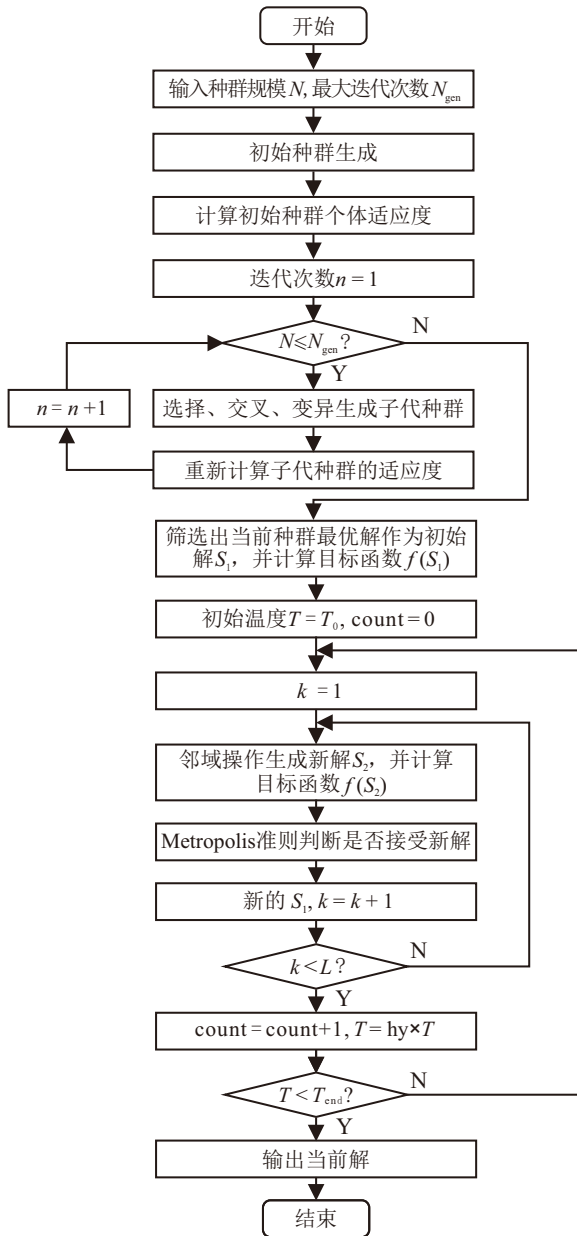 开始
输入种群规模N, 最大迭代次数N_gen
初始种群生成
计算初始种群个体适应度
迭代次数n = 1
N≤N_gen?
N
Y
n = n +1
选择、交叉、变异生成子代种群
重新计算子代种群的适应度
筛选出当前种群最优解作为初始
解S₁，并计算目标函数 f (S₁)
初始温度T = T₀, count = 0
k = 1
邻域操作生成新解S₂，并计算
目标函数 f (S₂)
Metropolis准则判断是否接受新解
新的 S₁, k = k + 1
k < L?
N
Y
count = count+1, T = hy×T
T < T_end?
N
Y
输出当前解
结束